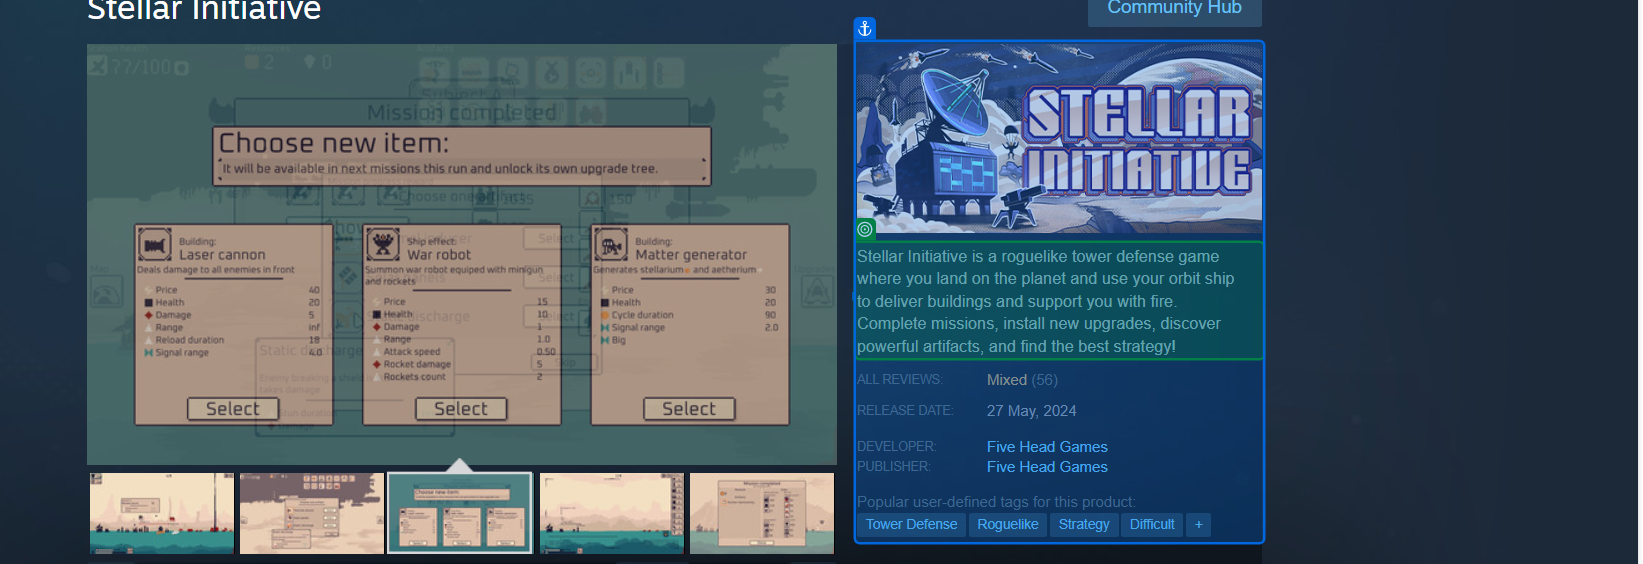 Stellar Initiative
Community Hub
??/100
Resources
2
0
Mission completed
Choose new item:
It will be available in next missions this run and unlock its own upgrade tree.
Building:
Laser cannon
Deals damage to all enemies in front
Price 40
Health 20
Damage 5
Range inf
Reload duration 18
Signal range 4.0
Select
Ship effect:
War robot
Summon war robot equiped with minigun
and rockets
Price 15
Health 10
Damage 1
Range 1.0
Attack speed 0.50
Rocket damage 5
Rockets count 2
Select
Building:
Matter generator
Generates stellarium and aetherium
Price 30
Health 20
Cycle duration 90
Signal range 2.0
Big
Select
STELLAR
INITIATIVE
Stellar Initiative is a roguelike tower defense game
where you land on the planet and use your orbit ship
to deliver buildings and support you with fire.
Complete missions, install new upgrades, discover
powerful artifacts, and find the best strategy!
ALL REVIEWS: Mixed (56)
RELEASE DATE: 27 May, 2024
DEVELOPER: Five Head Games
PUBLISHER: Five Head Games
Popular user-defined tags for this product:
Tower Defense Roguelike Strategy Difficult +